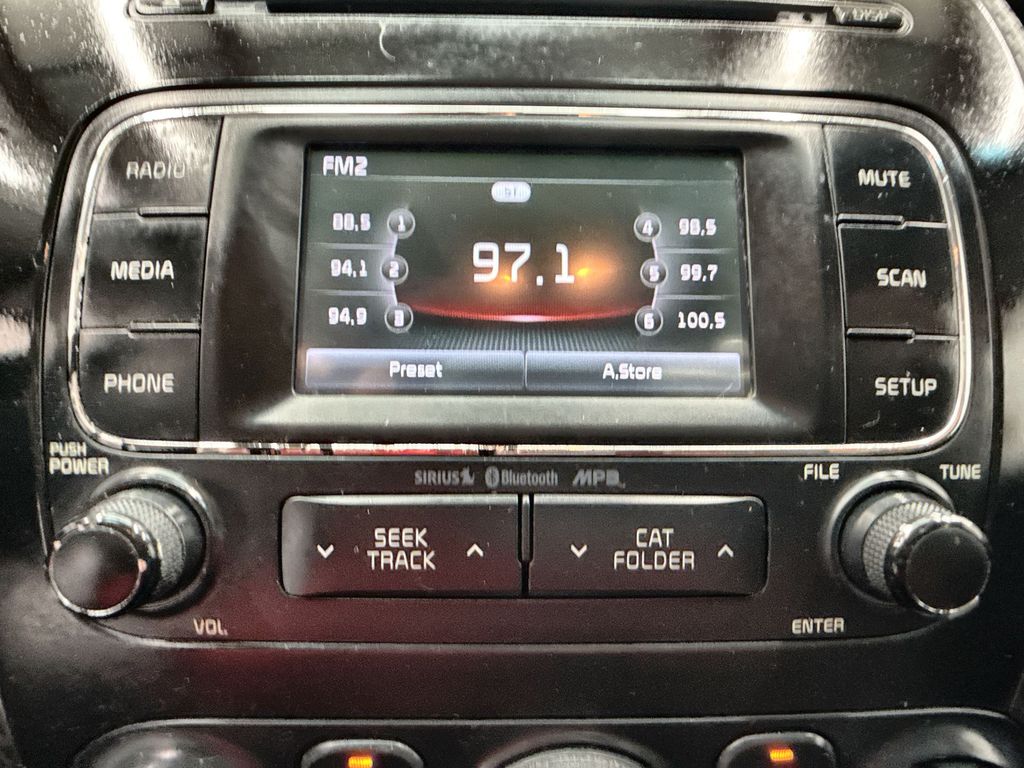 DISP
RADIO
MEDIA
PHONE
FM2
ST
88.5 1
94.1 2
94.9 3
97.1
4 98.5
5 99.7
6 100.5
Preset
A.Store
MUTE
SCAN
SETUP
PUSH
POWER
VOL
SIRIUS Bluetooth MP3
SEEK
TRACK
CAT
FOLDER
FILE
TUNE
ENTER